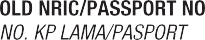 OLD NRIC/PASSPORT NO
NO. KP LAMA/PASPORT